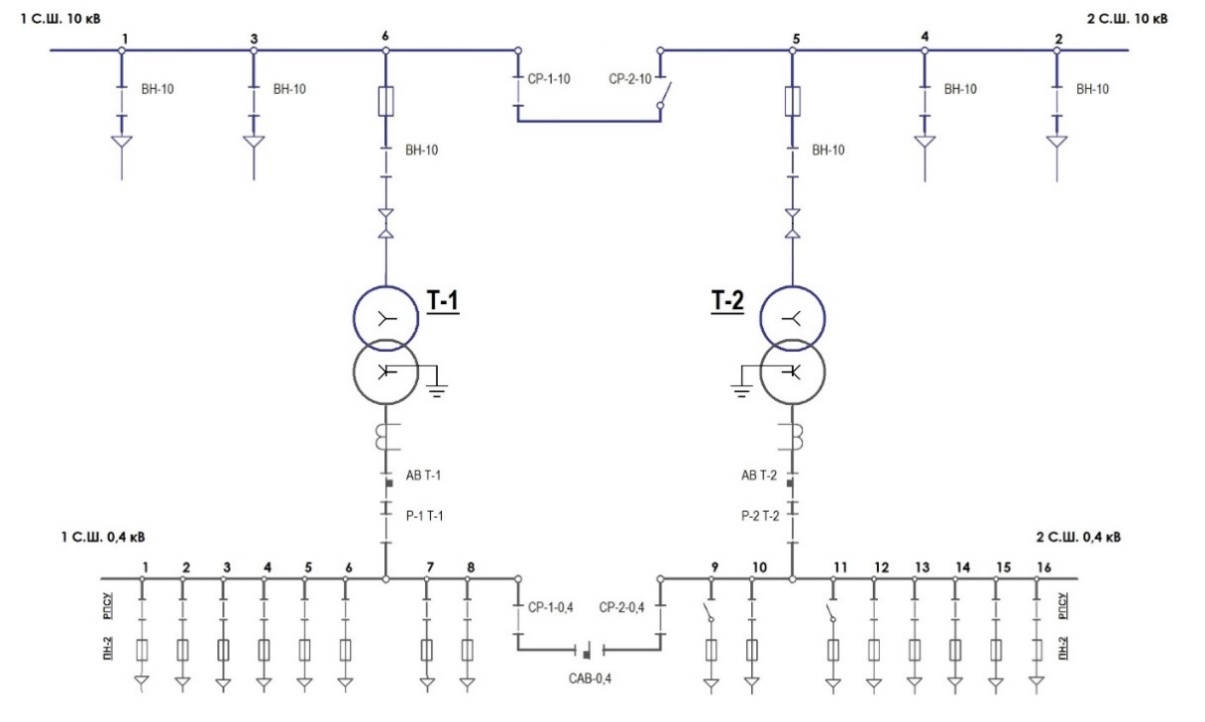 1 С.Ш. 10 кВ
2 С.Ш. 10 кВ
1 3 6 5 4 2
СР-1-10 СР-2-10
ВН-10 ВН-10 ВН-10 ВН-10
ВН-10 ВН-10
Т-1 Т-2
АВ Т-1 АВ Т-2
Р-1 Т-1 Р-2 Т-2
1 С.Ш. 0,4 кВ 2 С.Ш. 0,4 кВ
1 2 3 4 5 6 7 8 9 10 11 12 13 14 15 16
РПСУ СР-1-0,4 СР-2-0,4 РПСУ
ПН-2 ПН-2
САВ-0,4